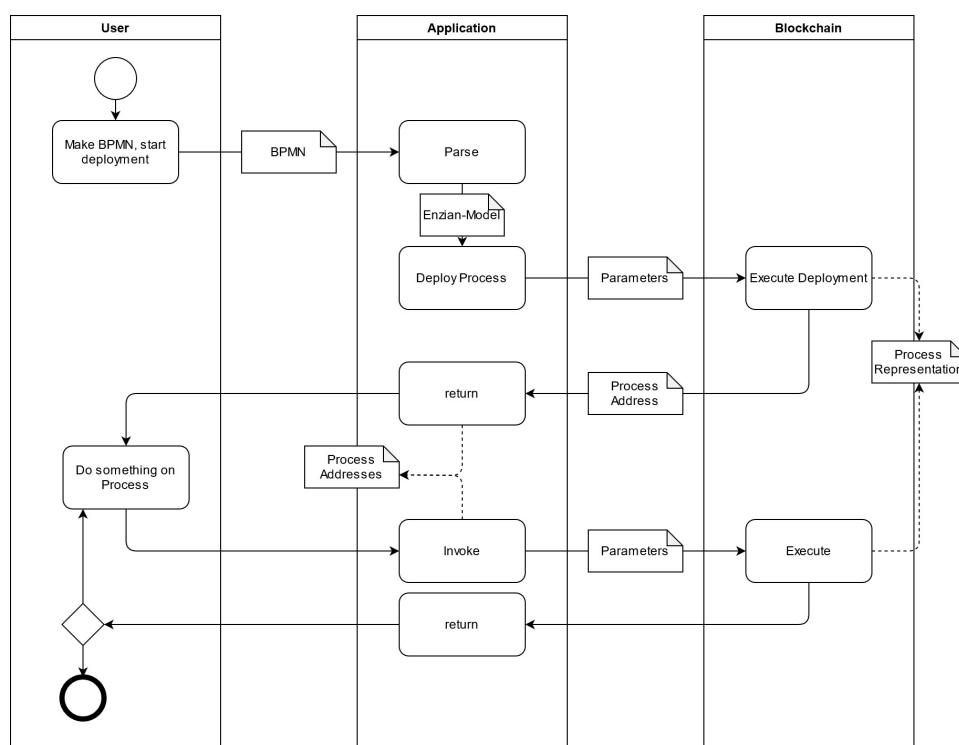 User
Application
Blockchain
Make BPMN, start
deployment
BPMN
Parse
Enzian-Model
Deploy Process
Parameters
Execute Deployment
Process
Representation
return
Process
Address
Process
Addresses
Do something on
Process
Invoke
Parameters
Execute
return